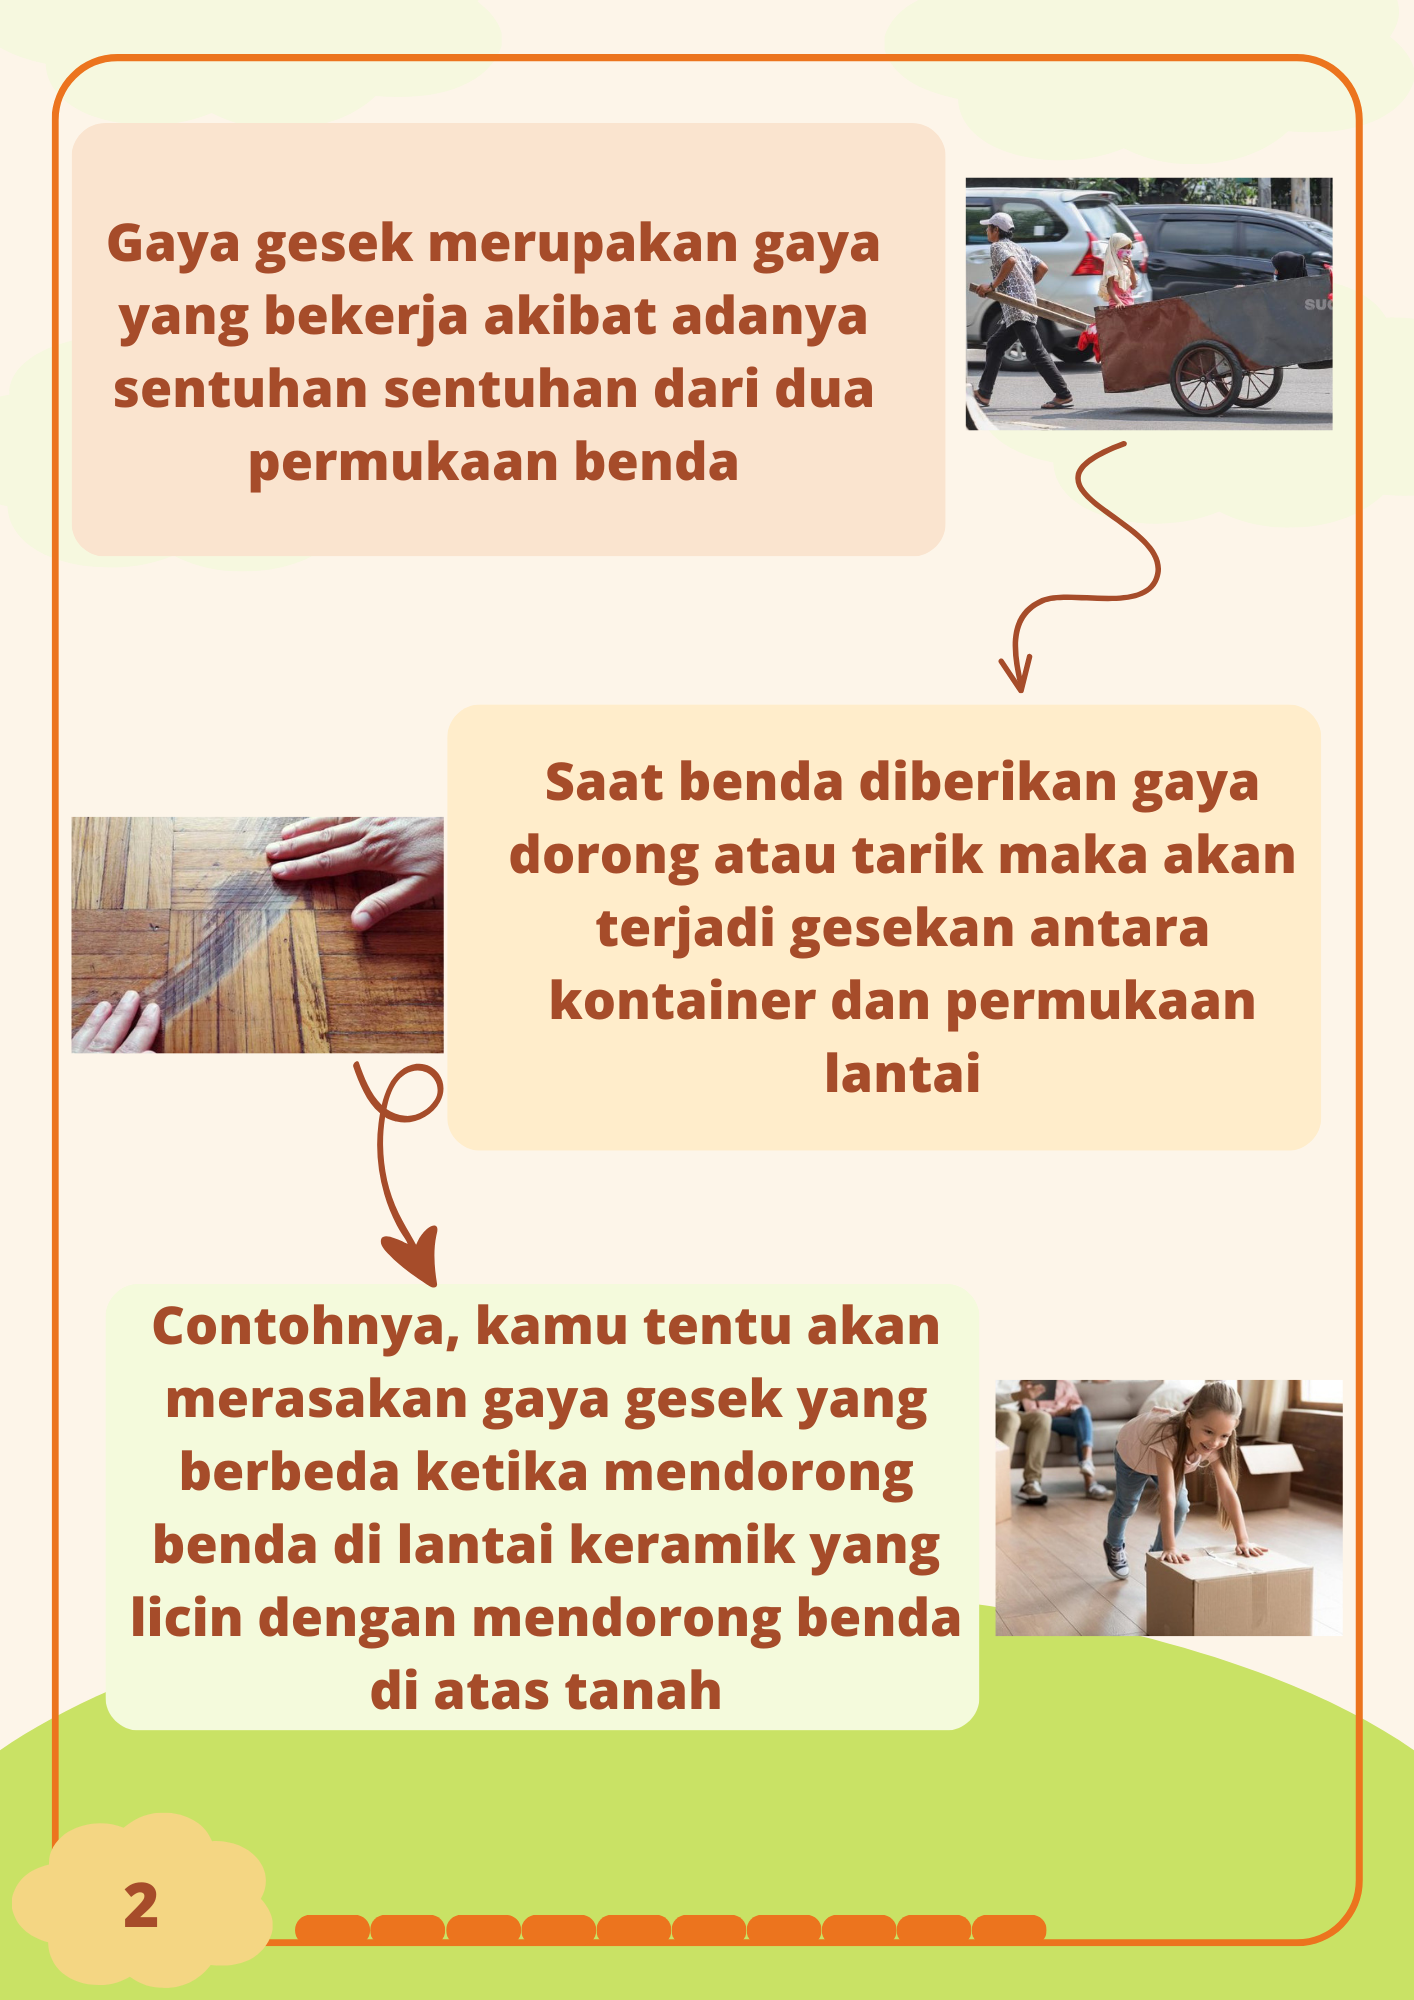 Gaya gesek merupakan gaya
yang bekerja akibat adanya
sentuhan sentuhan dari dua
permukaan benda
Saat benda diberikan gaya
dorong atau tarik maka akan
terjadi gesekan antara
kontainer dan permukaan
lantai
Contohnya, kamu tentu akan
merasakan gaya gesek yang
berbeda ketika mendorong
benda di lantai keramik yang
licin dengan mendorong benda
di atas tanah
2